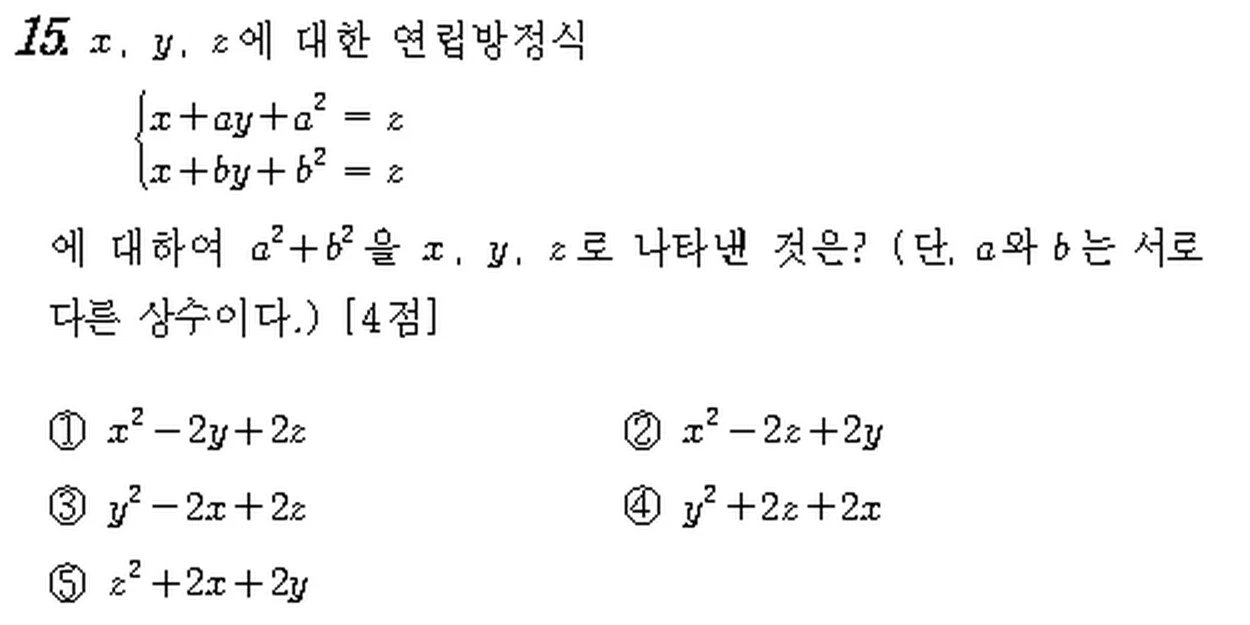 15. x, y, z에 대한 연립방정식
x+ay+a² = z
x+by+b² = z
에 대하여 a²+b²을 x, y, z로 나타낸 것은? (단, a와 b는 서로
다른 상수이다.) [4점]
① x²-2y+2z ② x²-2z+2y
③ y²-2x+2z ④ y²+2z+2x
⑤ z²+2x+2y